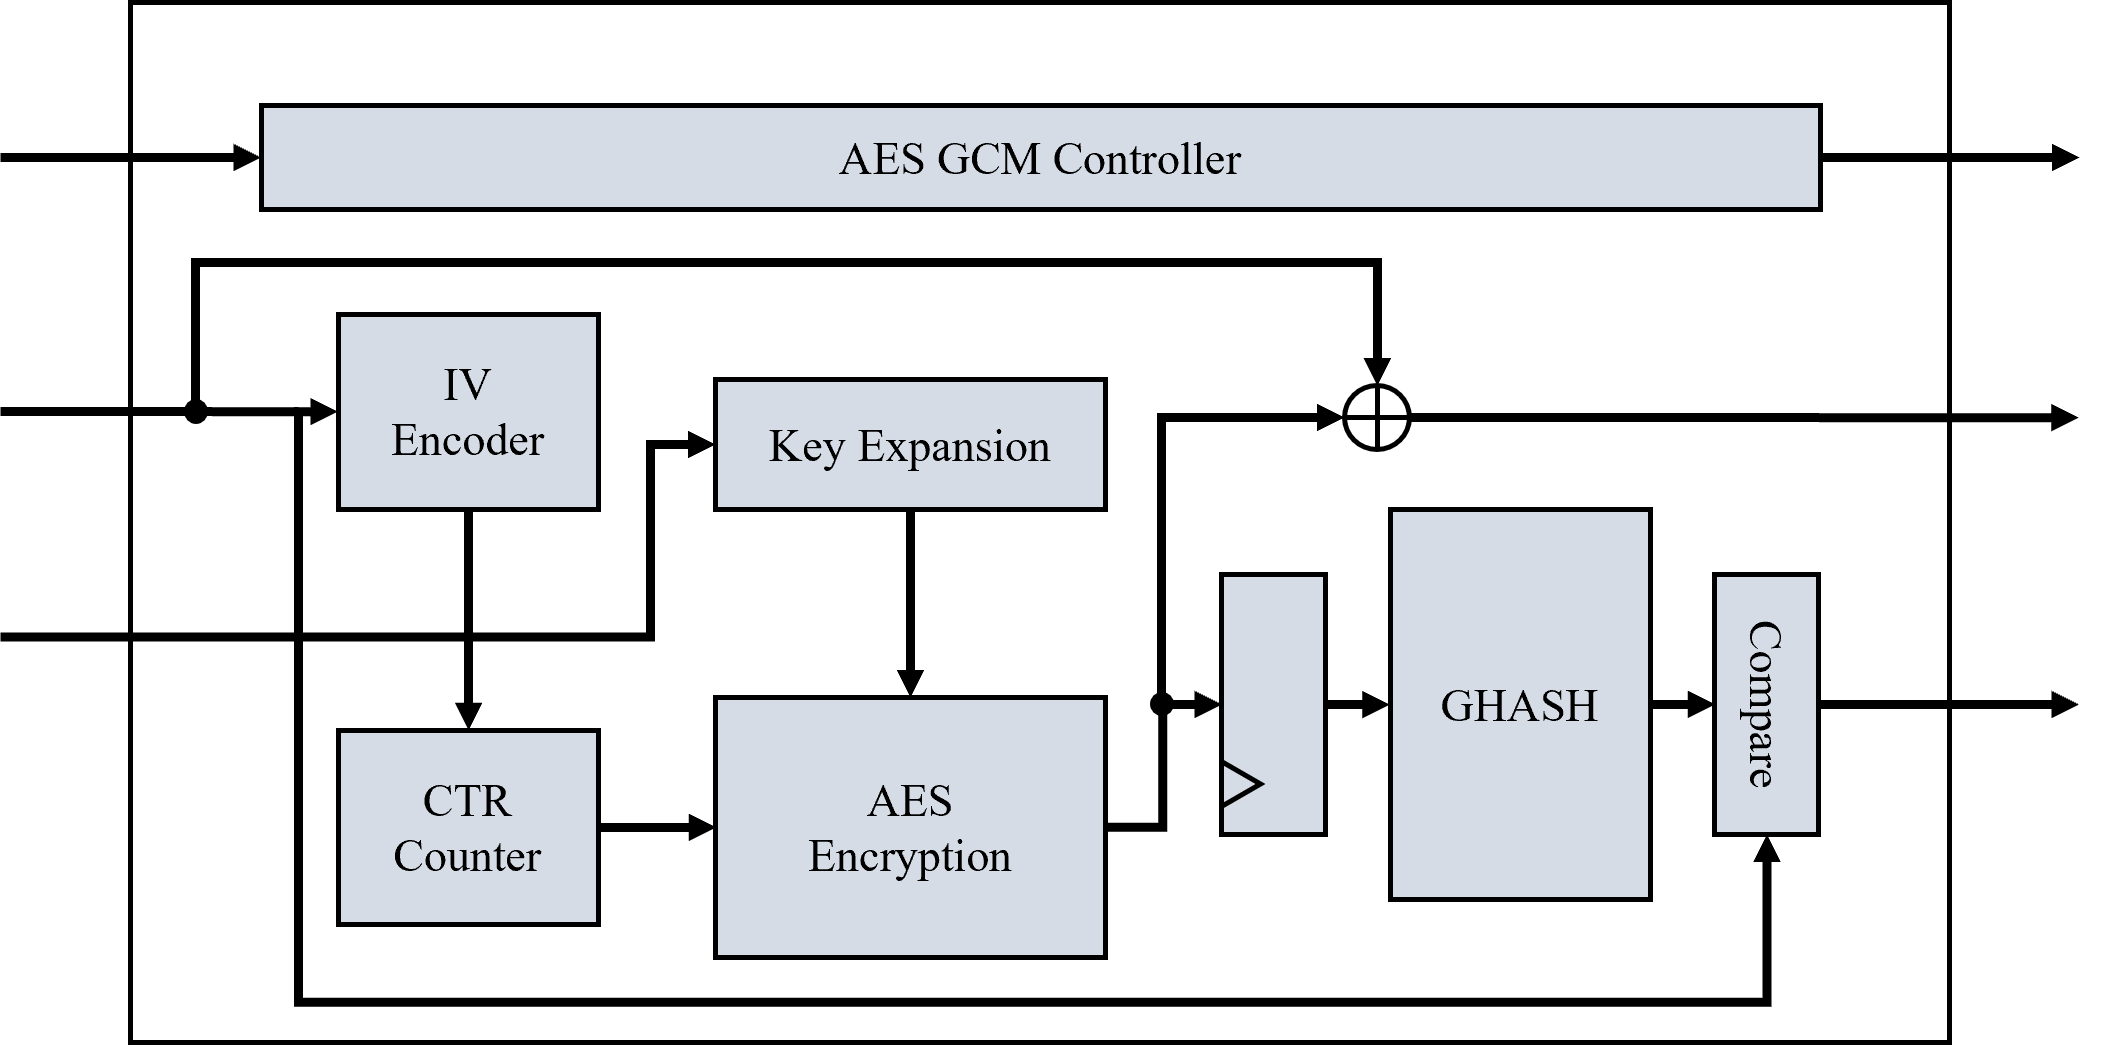 AES GCM Controller
IV
Encoder
Key Expansion
CTR
Counter
AES
Encryption
GHASH
Compare